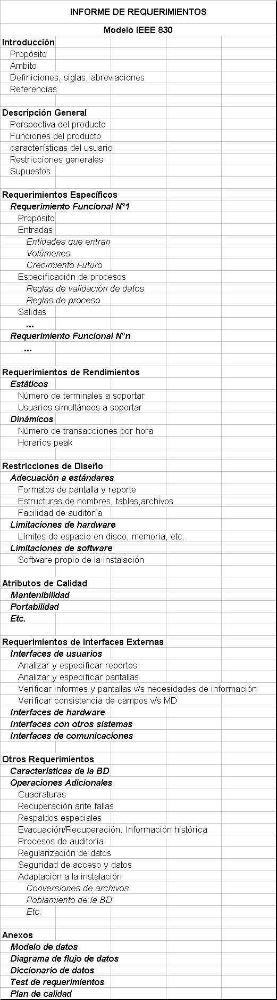 INFORME DE REQUERIMIENTOS
Modelo IEEE 830
Introducción
Propósito
Ámbito
Definiciones, siglas, abreviaciones
Referencias
Descripción General
Perspectiva del producto
Funciones del producto
características del usuario
Restricciones generales
Supuestos
Requerimientos Específicos
Requerimiento Funcional N°1
Propósito
Entradas
Entidades que entran
Volúmenes
Crecimiento Futuro
Especificación de procesos
Reglas de validación de datos
Reglas de proceso
Salidas
...
Requerimiento Funcional N°n
...
Requerimientos de Rendimientos
Estáticos
Número de terminales a soportar
Usuarios simultáneos a soportar
Dinámicos
Número de transacciones por hora
Horarios peak
Restricciones de Diseño
Adecuación a estándares
Formatos de pantalla y reporte
Estructuras de nombres, tablas,archivos
Facilidad de auditoría
Limitaciones de hardware
Límites de espacio en disco, memoria, etc.
Limitaciones de software
Software propio de la instalación
Atributos de Calidad
Mantenibilidad
Portabilidad
Etc.
Requerimientos de Interfaces Externas
Interfaces de usuarios
Analizar y especificar reportes
Analizar y especificar pantallas
Verificar informes y pantallas v/s necesidades de información
Verificar consistencia de campos v/s MD
Interfaces de hardware
Interfaces con otros sistemas
Interfaces de comunicaciones
Otros Requerimientos
Características de la BD
Operaciones Adicionales
Cuadraturas
Recuperación ante fallas
Respaldos especiales
Evacuación/Recuperación. Información histórica
Procesos de auditoría
Regularización de datos
Seguridad de acceso y datos
Adaptación a la instalación
Conversiones de archivos
Poblamiento de la BD
Etc.
Anexos
Modelo de datos
Diagrama de flujo de datos
Diccionario de datos
Test de requerimientos
Plan de calidad